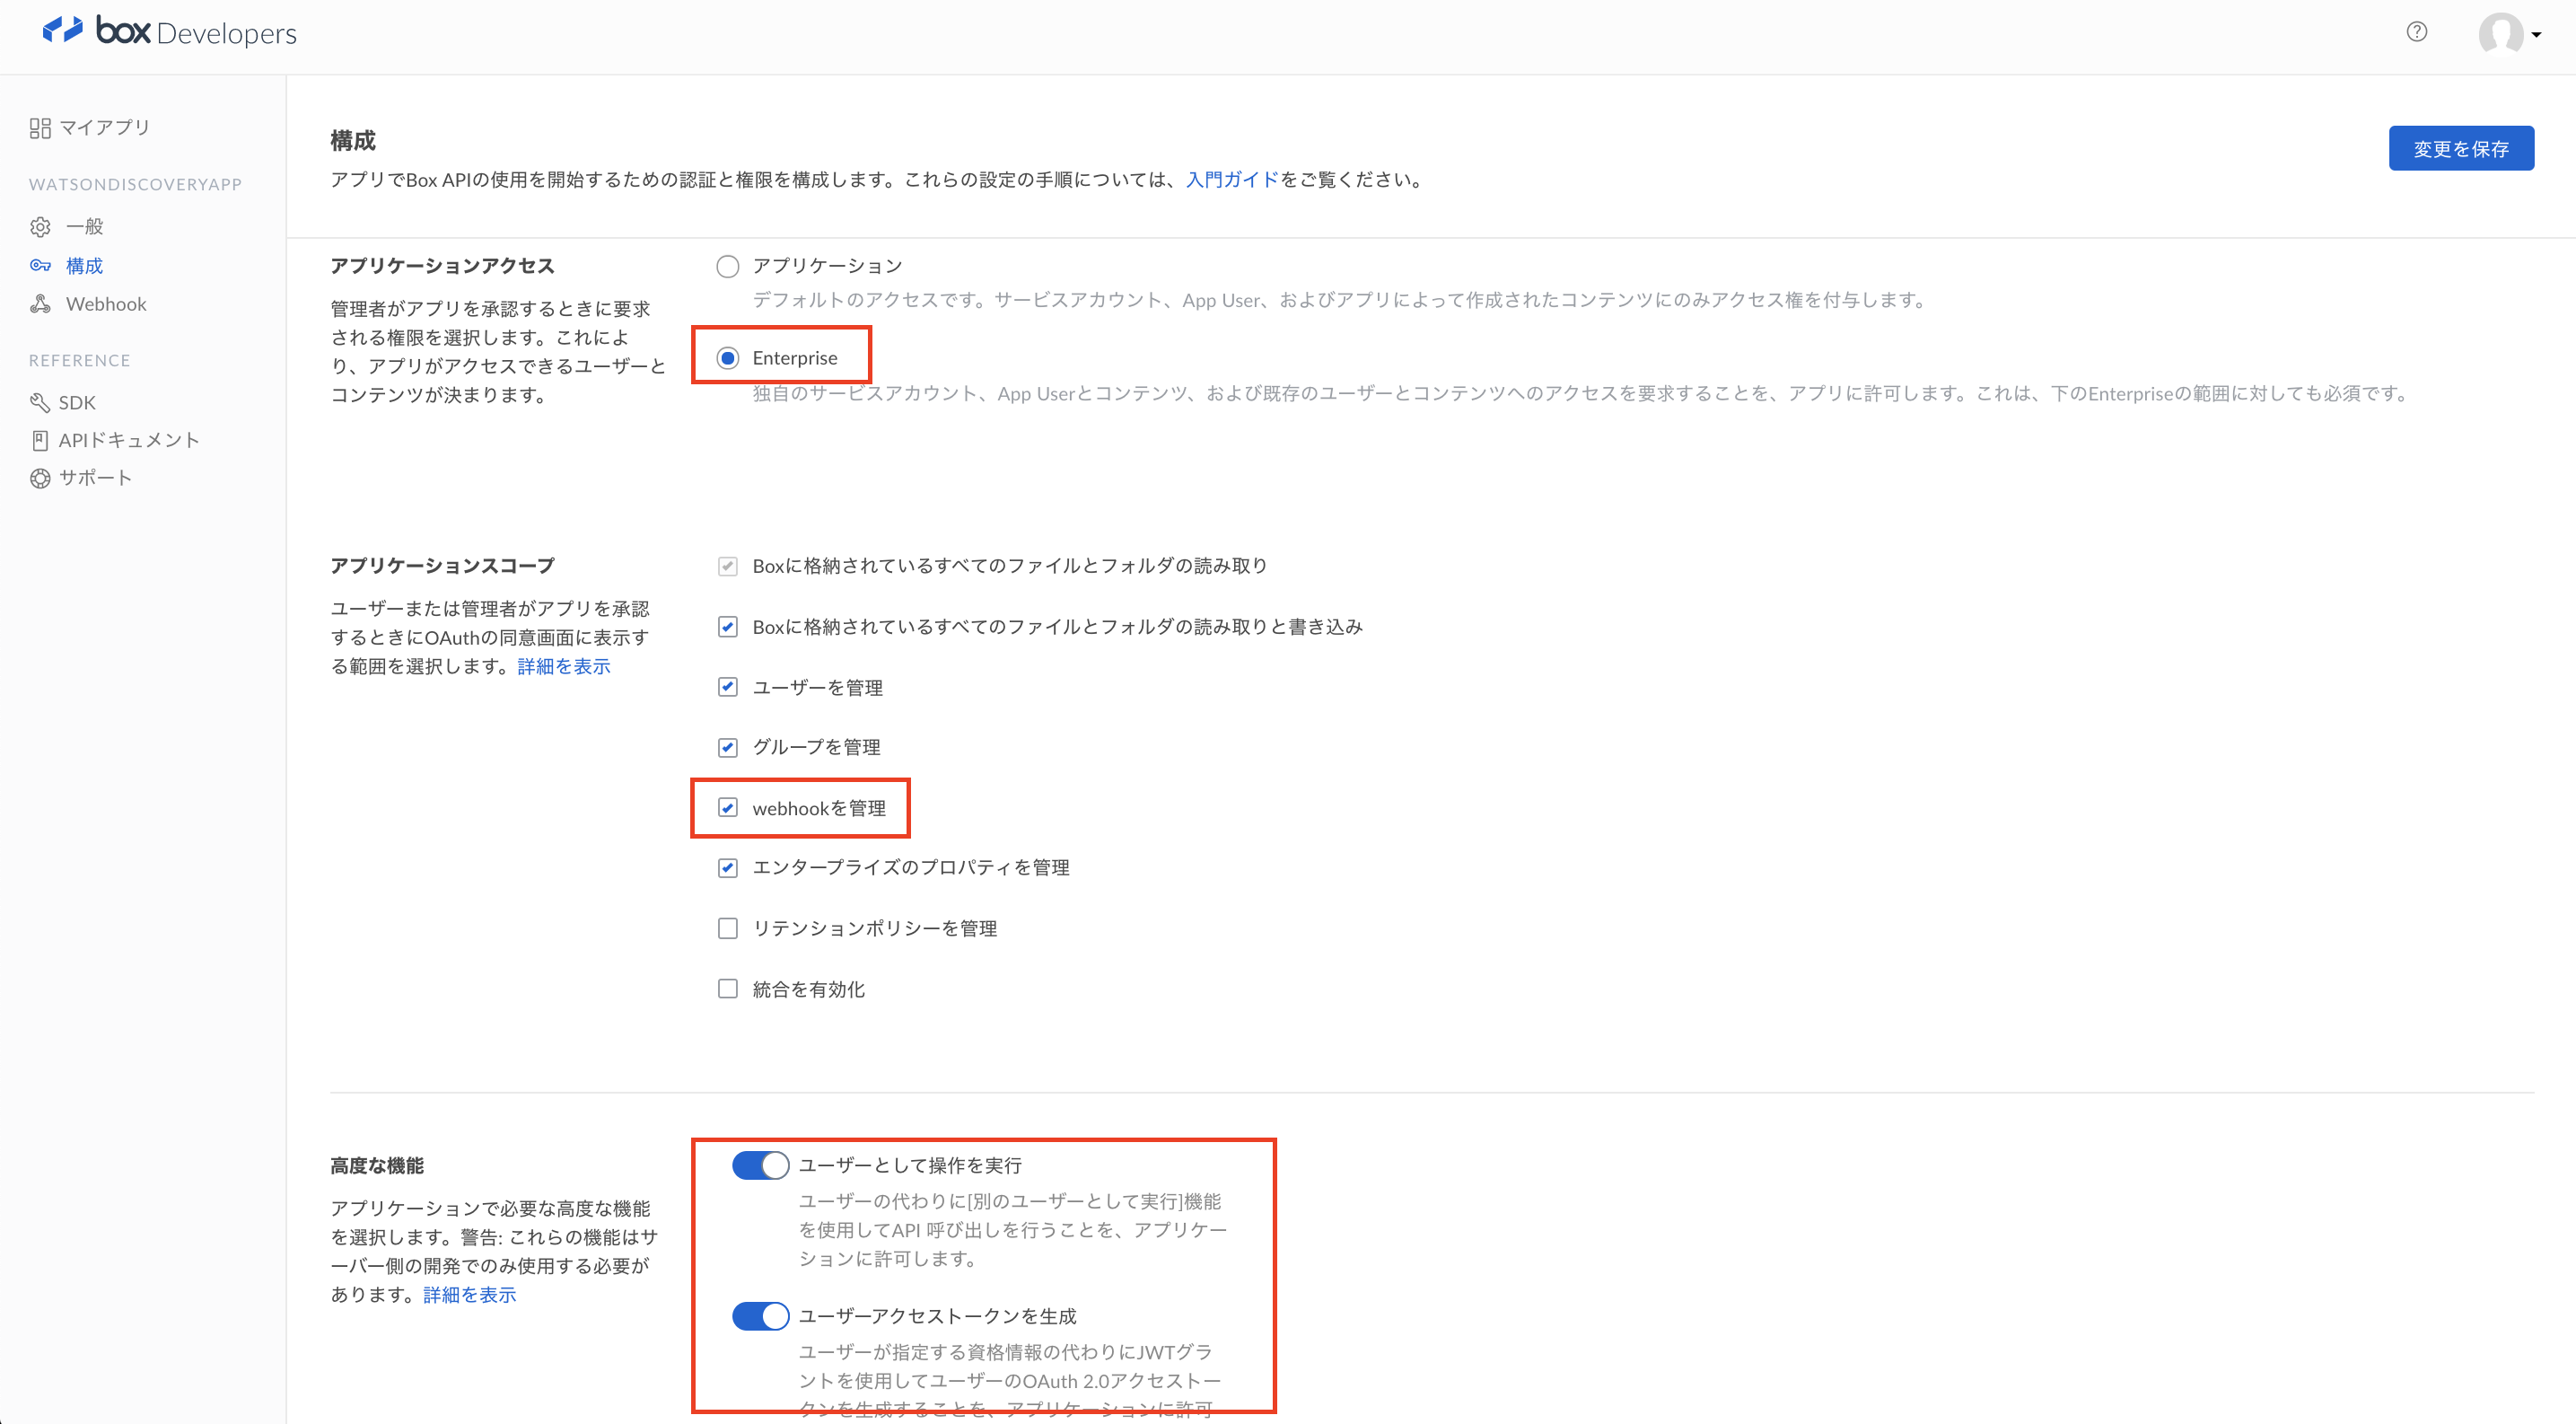 box Developers
マイアプリ
WATSONDISCOVERYAPP
一般
構成
Webhook
REFERENCE
SDK
APIドキュメント
サポート
構成
変更を保存
アプリでBox APIの使用を開始するための認証と権限を構成します。これらの設定の手順については、入門ガイドをご覧ください。
アプリケーションアクセス
管理者がアプリを承認するときに要求
される権限を選択します。これによ
り、アプリがアクセスできるユーザーと
コンテンツが決まります。
アプリケーション
デフォルトのアクセスです。サービスアカウント、App User、およびアプリによって作成されたコンテンツにのみアクセス権を付与します。
Enterprise
独自のサービスアカウント、App Userとコンテンツ、および既存のユーザーとコンテンツへのアクセスを要求することを、アプリに許可します。これは、下のEnterpriseの範囲に対しても必須です。
アプリケーションスコープ
ユーザーまたは管理者がアプリを承認
するときにOAuthの同意画面に表示す
る範囲を選択します。詳細を表示
Boxに格納されているすべてのファイルとフォルダの読み取り
Boxに格納されているすべてのファイルとフォルダの読み取りと書き込み
ユーザーを管理
グループを管理
webhookを管理
エンタープライズのプロパティを管理
リテンションポリシーを管理
統合を有効化
高度な機能
アプリケーションで必要な高度な機能
を選択します。警告: これらの機能はサ
ーバー側の開発でのみ使用する必要が
あります。詳細を表示
ユーザーとして操作を実行
ユーザーの代わりに[別のユーザーとして実行]機能
を使用してAPI 呼び出しを行うことを、アプリケー
ションに許可します。
ユーザーアクセストークンを生成
ユーザーが指定する資格情報の代わりにJWTグラ
ントを使用してユーザーのOAuth 2.0アクセストー
クンを生成することを、アプリケーションに許可